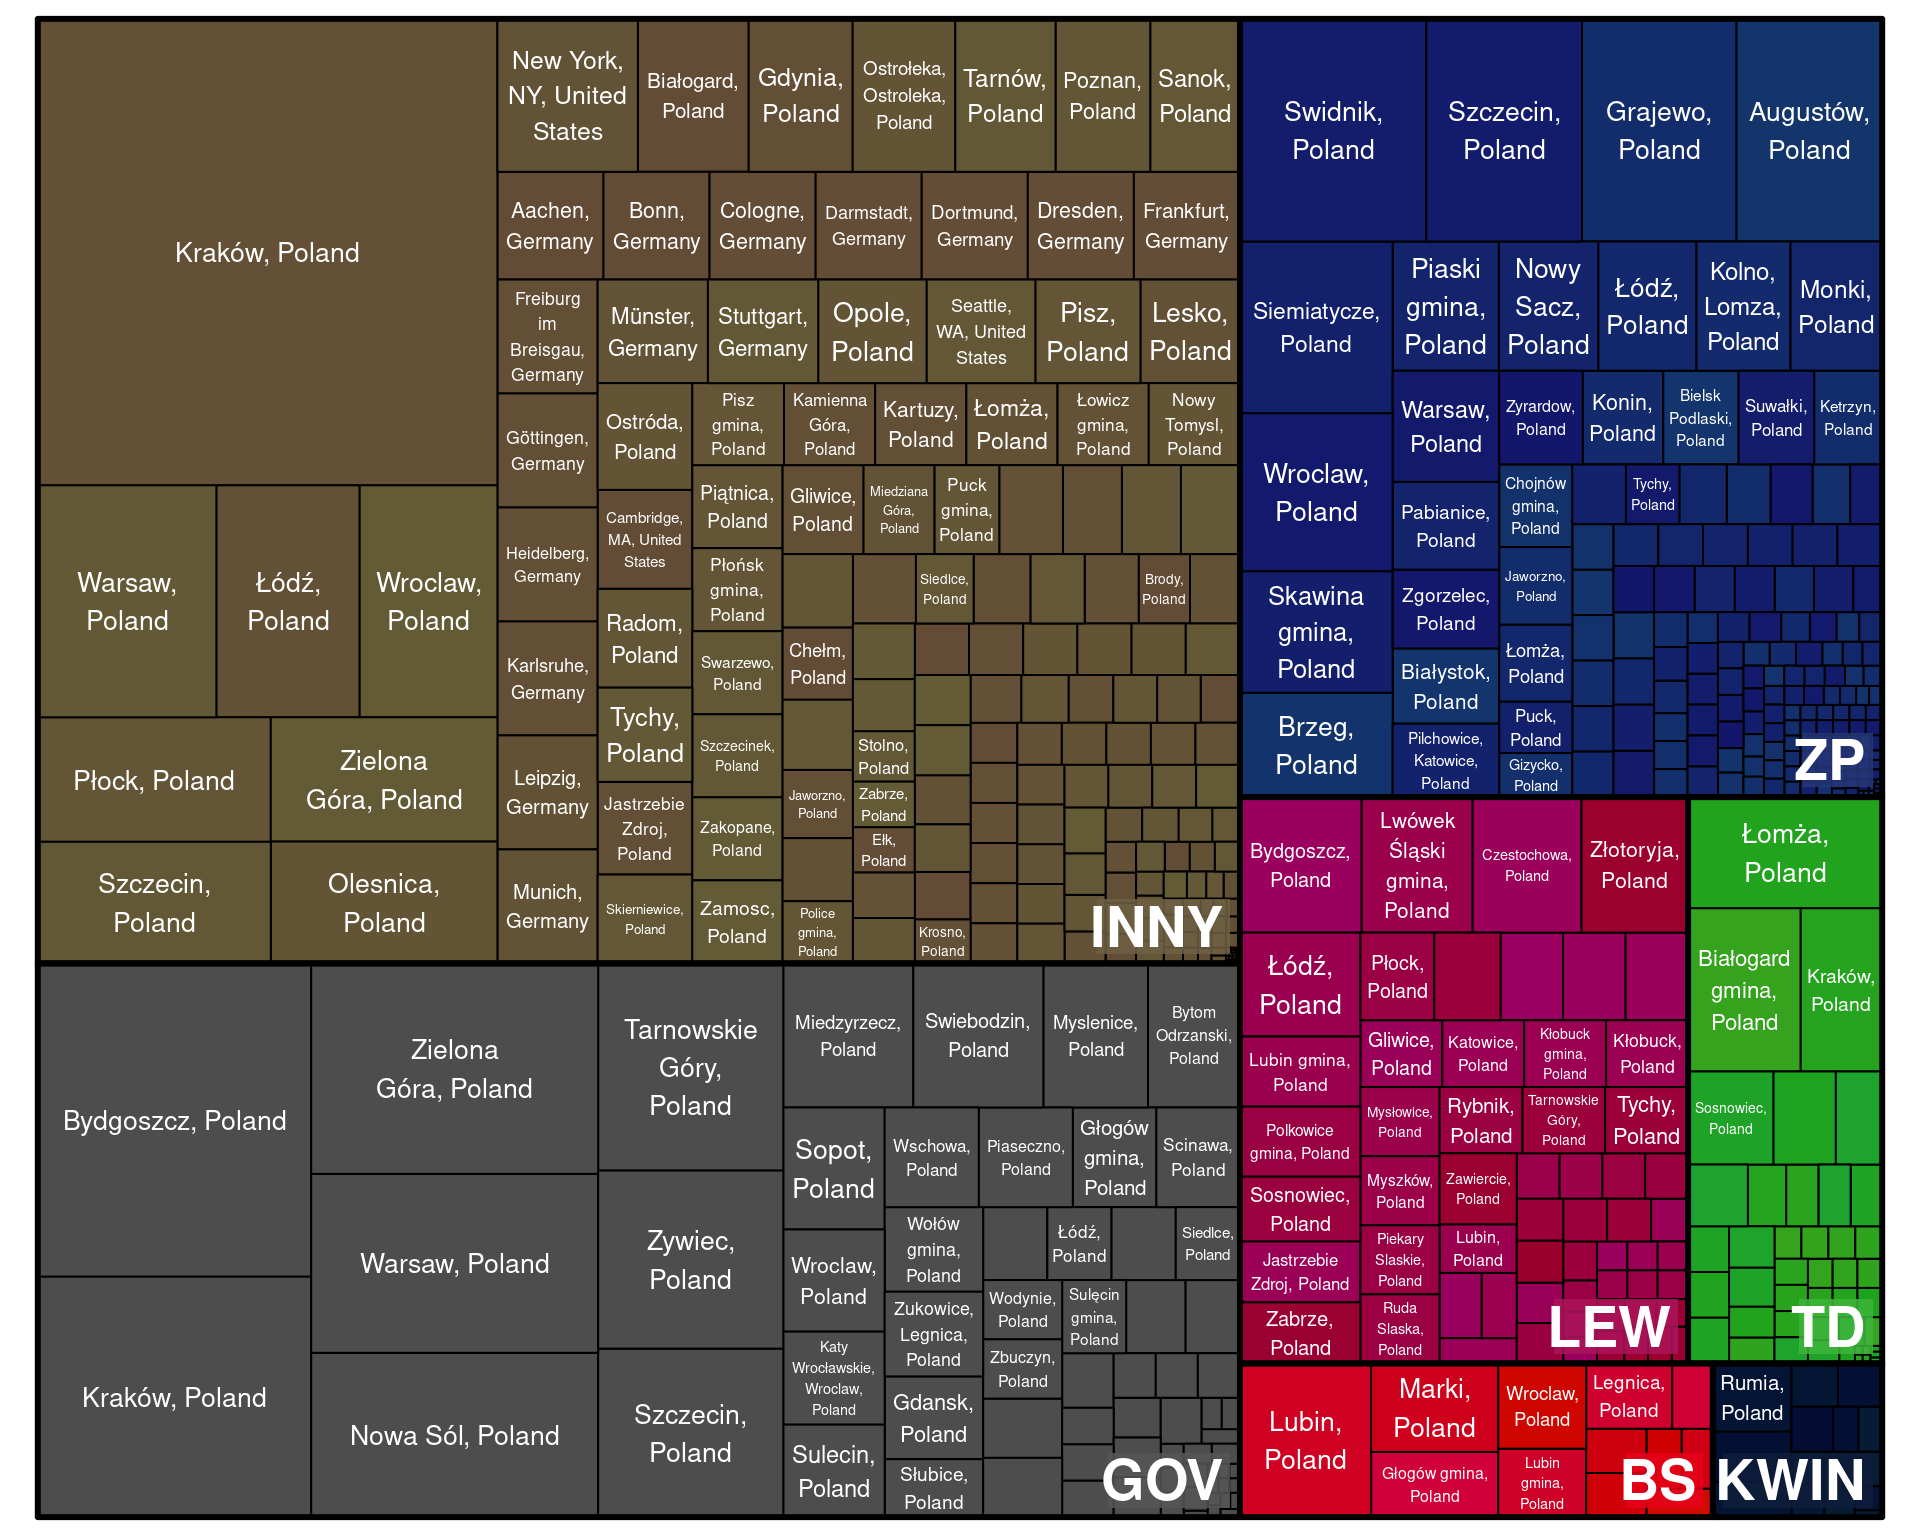 Kraków, Poland
Warsaw,
Poland
Łódź,
Poland
Wroclaw,
Poland
Płock, Poland
Zielona
Góra, Poland
Szczecin,
Poland
Olesnica,
Poland
New York,
NY, United
States
Białogard,
Poland
Gdynia,
Poland
Ostrołeka,
Ostroleka,
Poland
Tarnów,
Poland
Poznan,
Poland
Sanok,
Poland
Aachen,
Germany
Bonn,
Germany
Cologne,
Germany
Darmstadt,
Germany
Dortmund,
Germany
Dresden,
Germany
Frankfurt,
Germany
Freiburg
im
Breisgau,
Germany
Göttingen,
Germany
Heidelberg,
Germany
Karlsruhe,
Germany
Leipzig,
Germany
Munich,
Germany
Münster,
Germany
Stuttgart,
Germany
Opole,
Poland
Seattle,
WA, United
States
Pisz,
Poland
Lesko,
Poland
Ostróda,
Poland
Cambridge,
MA, United
States
Radom,
Poland
Tychy,
Poland
Jastrzebie
Zdroj,
Poland
Skierniewice,
Poland
Pisz
gmina,
Poland
Kamienna
Góra,
Poland
Kartuzy,
Poland
Łomża,
Poland
Łowicz
gmina,
Poland
Nowy
Tomysl,
Poland
Piątnica,
Poland
Płońsk
gmina,
Poland
Swarzewo,
Poland
Szczecinek,
Poland
Zakopane,
Poland
Zamosc,
Poland
Gliwice,
Poland
Miedziana
Góra,
Poland
Puck
gmina,
Poland
Chełm,
Poland
Jaworzno,
Poland
Police
gmina,
Poland
Siedlce,
Poland
Brody,
Poland
Stolno,
Poland
Zabrze,
Poland
Ełk,
Poland
Krosno,
Poland
INNY
Bydgoszcz, Poland
Kraków, Poland
Zielona
Góra, Poland
Warsaw, Poland
Nowa Sól, Poland
Tarnowskie
Góry,
Poland
Zywiec,
Poland
Szczecin,
Poland
Miedzyrzecz,
Poland
Swiebodzin,
Poland
Myslenice,
Poland
Bytom
Odrzanski,
Poland
Sopot,
Poland
Wroclaw,
Poland
Katy
Wrocławskie,
Wroclaw,
Poland
Sulecin,
Poland
Wschowa,
Poland
Piaseczno,
Poland
Głogów
gmina,
Poland
Scinawa,
Poland
Wołów
gmina,
Poland
Zukowice,
Legnica,
Poland
Gdansk,
Poland
Słubice,
Poland
Łódź,
Poland
Siedlce,
Poland
Wodynie,
Poland
Zbuczyn,
Poland
Sulęcin
gmina,
Poland
GOV
Swidnik,
Poland
Szczecin,
Poland
Grajewo,
Poland
Augustów,
Poland
Siemiatycze,
Poland
Wroclaw,
Poland
Skawina
gmina,
Poland
Brzeg,
Poland
Piaski
gmina,
Poland
Nowy
Sacz,
Poland
Łódź,
Poland
Kolno,
Lomza,
Poland
Monki,
Poland
Warsaw,
Poland
Pabianice,
Poland
Zgorzelec,
Poland
Białystok,
Poland
Pilchowice,
Katowice,
Poland
Zyrardow,
Poland
Konin,
Poland
Bielsk
Podlaski,
Poland
Suwałki,
Poland
Ketrzyn,
Poland
Chojnów
gmina,
Poland
Jaworzno,
Poland
Łomża,
Poland
Puck,
Poland
Gizycko,
Poland
Tychy,
Poland
ZP
Bydgoszcz,
Poland
Lwówek
Śląski
gmina,
Poland
Czestochowa,
Poland
Złotoryja,
Poland
Łódź,
Poland
Lubin gmina,
Poland
Polkowice
gmina, Poland
Sosnowiec,
Poland
Jastrzebie
Zdroj, Poland
Zabrze,
Poland
Płock,
Poland
Gliwice,
Poland
Katowice,
Poland
Kłobuck
gmina,
Poland
Kłobuck,
Poland
Mysłowice,
Poland
Myszków,
Poland
Piekary
Slaskie,
Poland
Ruda
Slaska,
Poland
Rybnik,
Poland
Tarnowskie
Góry,
Poland
Tychy,
Poland
Zawiercie,
Poland
Lubin,
Poland
LEW
Łomża,
Poland
Białogard
gmina,
Poland
Kraków,
Poland
Sosnowiec,
Poland
TD
Lubin,
Poland
Marki,
Poland
Głogów gmina,
Poland
Wroclaw,
Poland
Lubin
gmina,
Poland
Legnica,
Poland
BS
Rumia,
Poland
KWIN